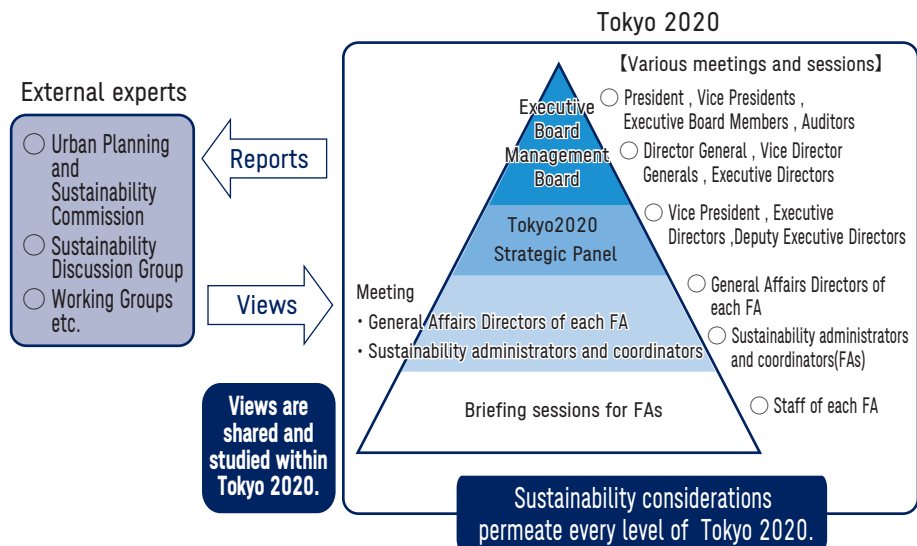 Tokyo 2020
External experts
○ Urban Planning
and
Sustainability
Commission
○ Sustainability
Discussion Group
○ Working Groups
etc.
Reports
Views
Views are
shared and
studied within
Tokyo 2020.
【Various meetings and sessions】
Executive
Board
Management
Board
○ President , Vice Presidents ,
Executive Board Members , Auditors
○ Director General , Vice Director
Generals , Executive Directors
Tokyo2020
Strategic Panel
○ Vice President , Executive
Directors ,Deputy Executive Directors
Meeting
・General Affairs Directors of each FA
・Sustainability administrators and coordinators
○ General Affairs Directors of
each FA
○ Sustainability administrators
and coordinators(FAs)
Briefing sessions for FAs
○ Staff of each FA
Sustainability considerations
permeate every level of Tokyo 2020.